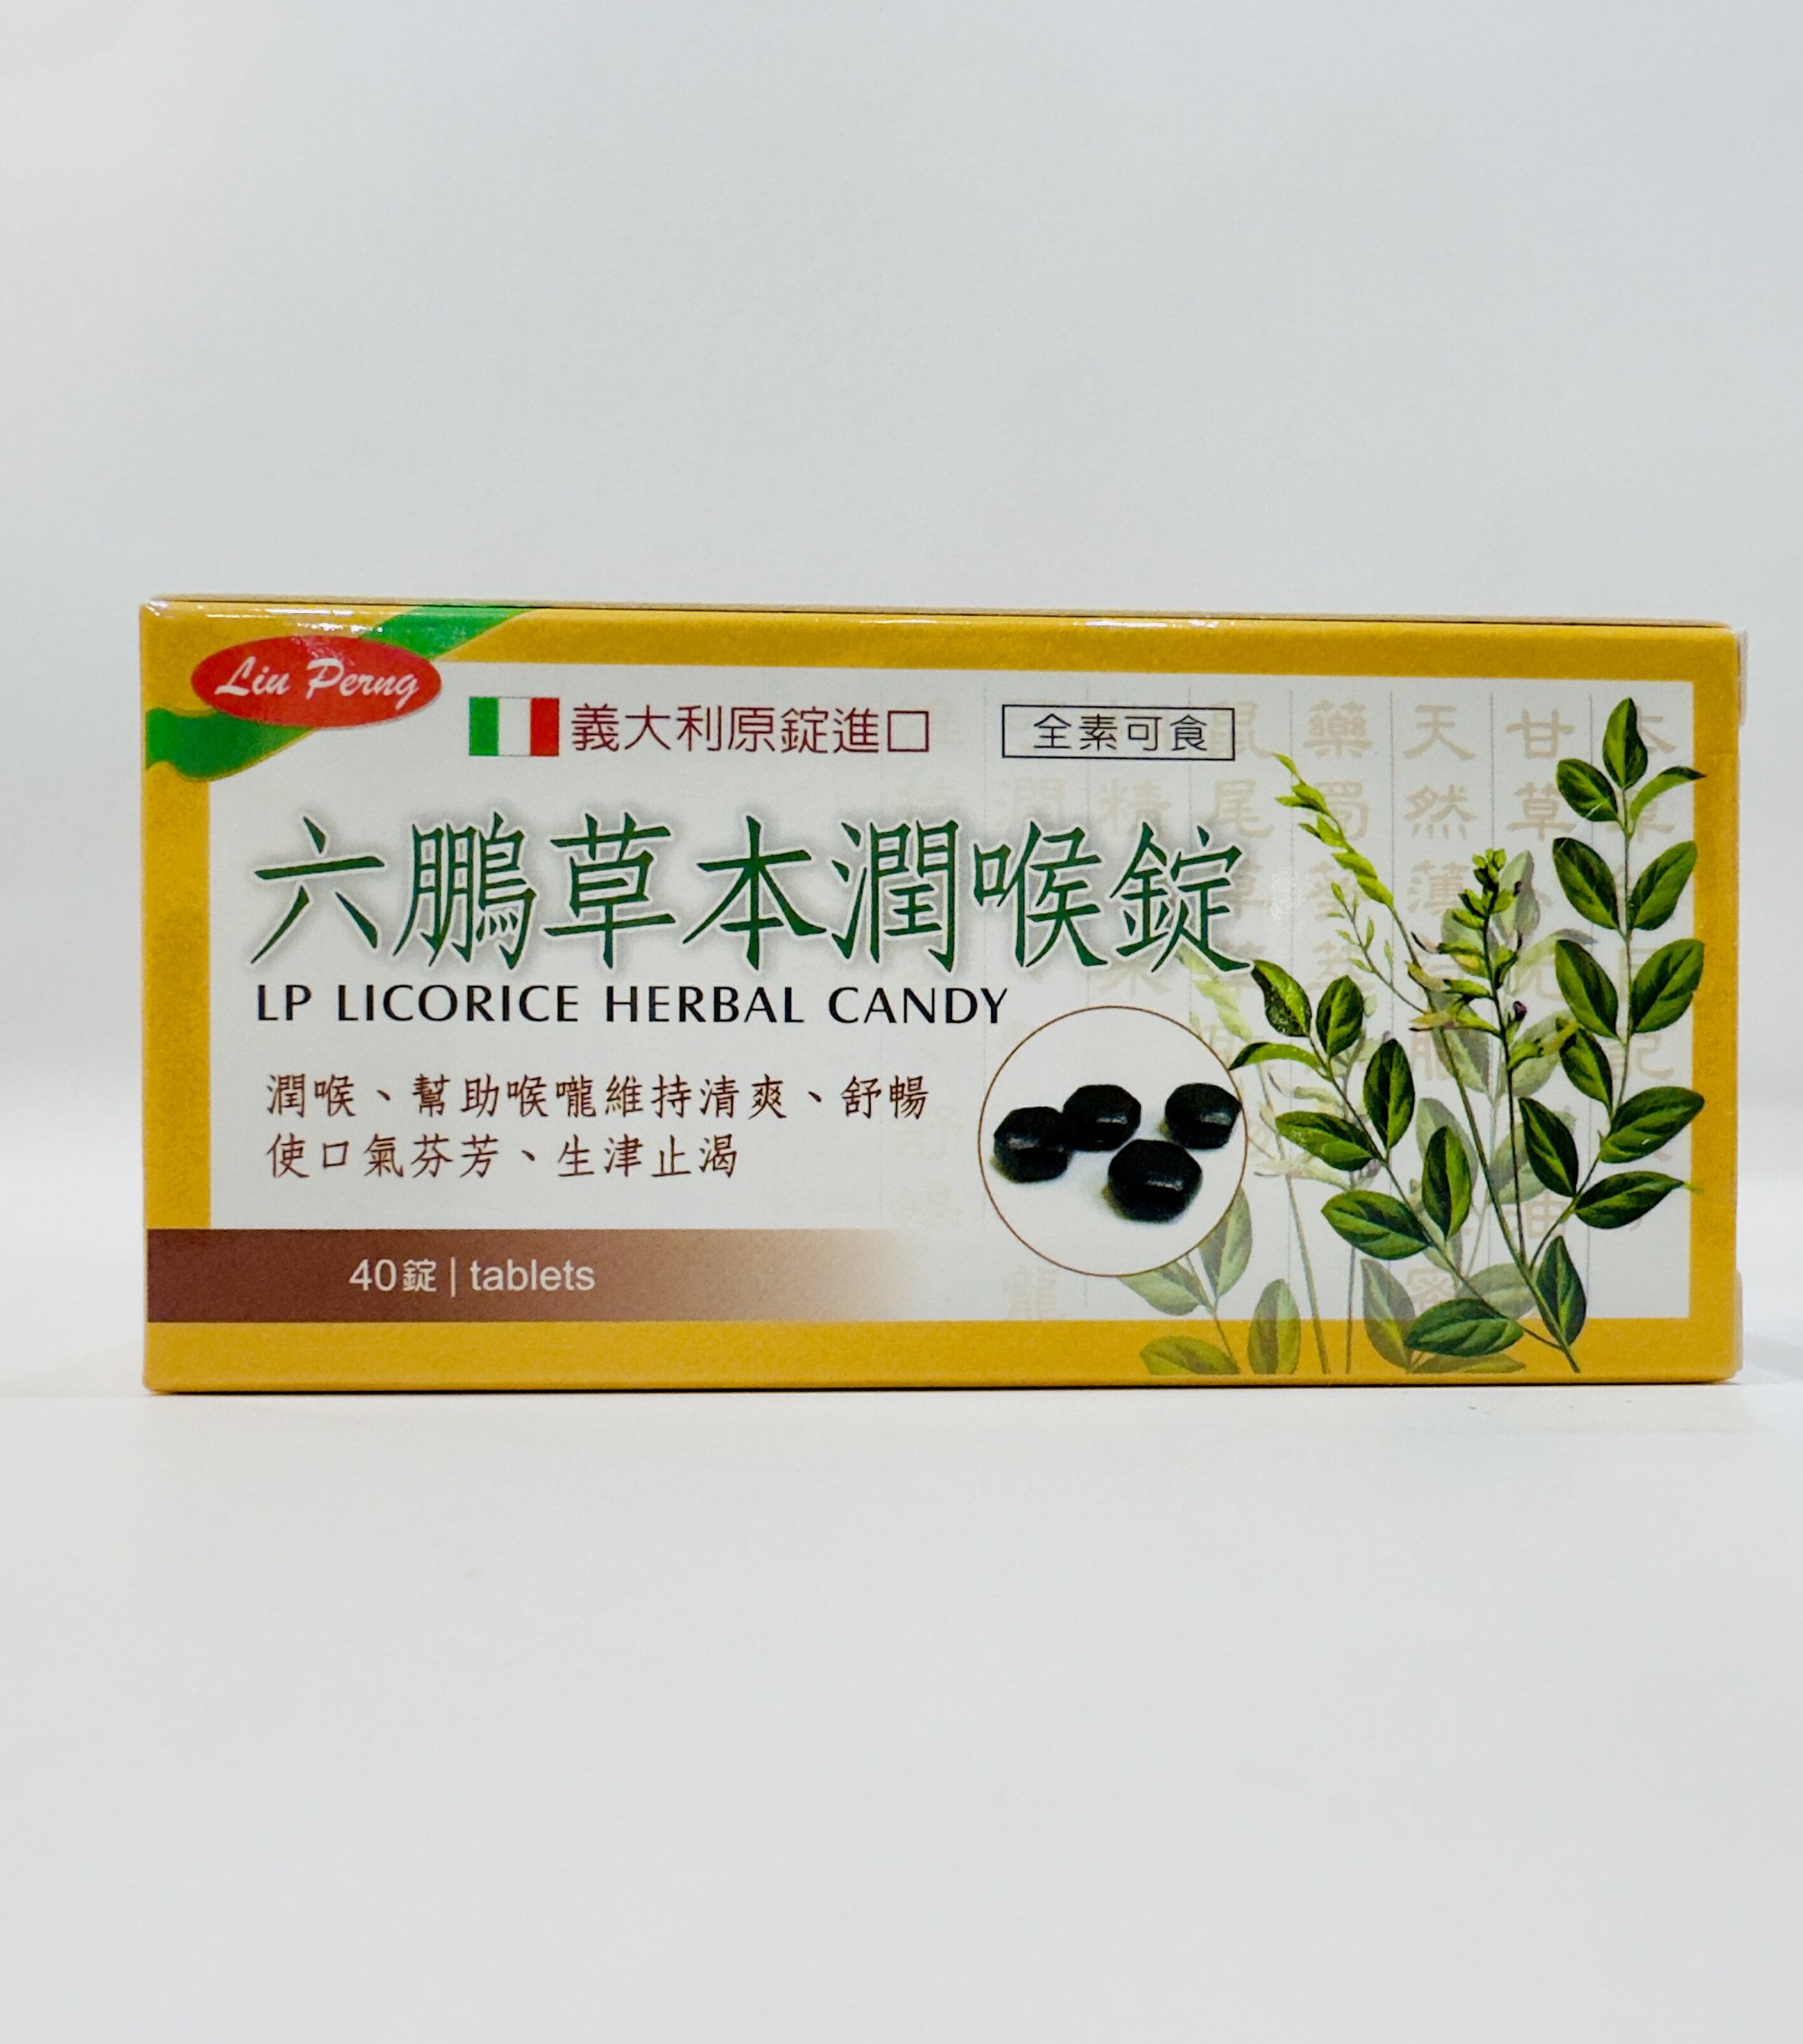 Liu Perng
義大利原錠進口
全素可食
六鵬草本潤喉錠
LP LICORICE HERBAL CANDY
潤喉、幫助喉嚨維持清爽、舒暢
使口氣芬芳、生津止渴
40錠 | tablets